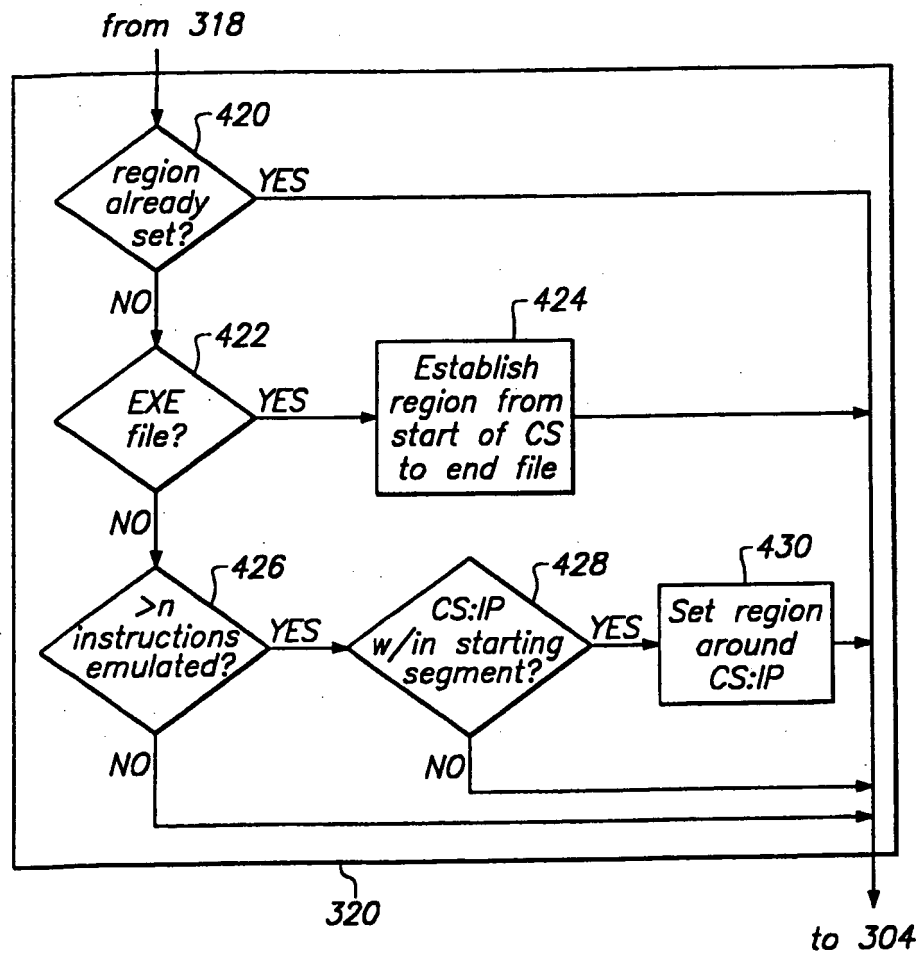 from 318
420
region
already
set?
YES
NO
422
EXE
file?
YES
424
Establish
region from
start of CS
to end file
NO
426
>n
instructions
emulated?
YES
428
CS:IP
w/in starting
segment?
YES
430
Set region
around
CS:IP
NO
NO
320
to 304